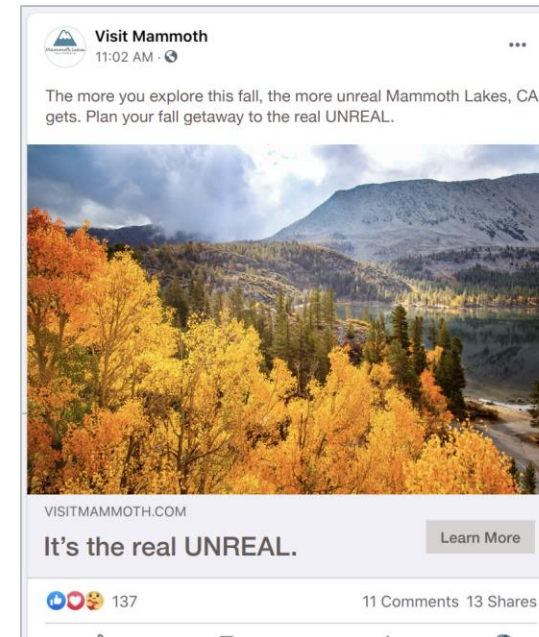 Visit Mammoth
11:02 AM ·
The more you explore this fall, the more unreal Mammoth Lakes, CA
gets. Plan your fall getaway to the real UNREAL.
VISITMAMMOTH.COM
It's the real UNREAL.
Learn More
137
11 Comments 13 Shares